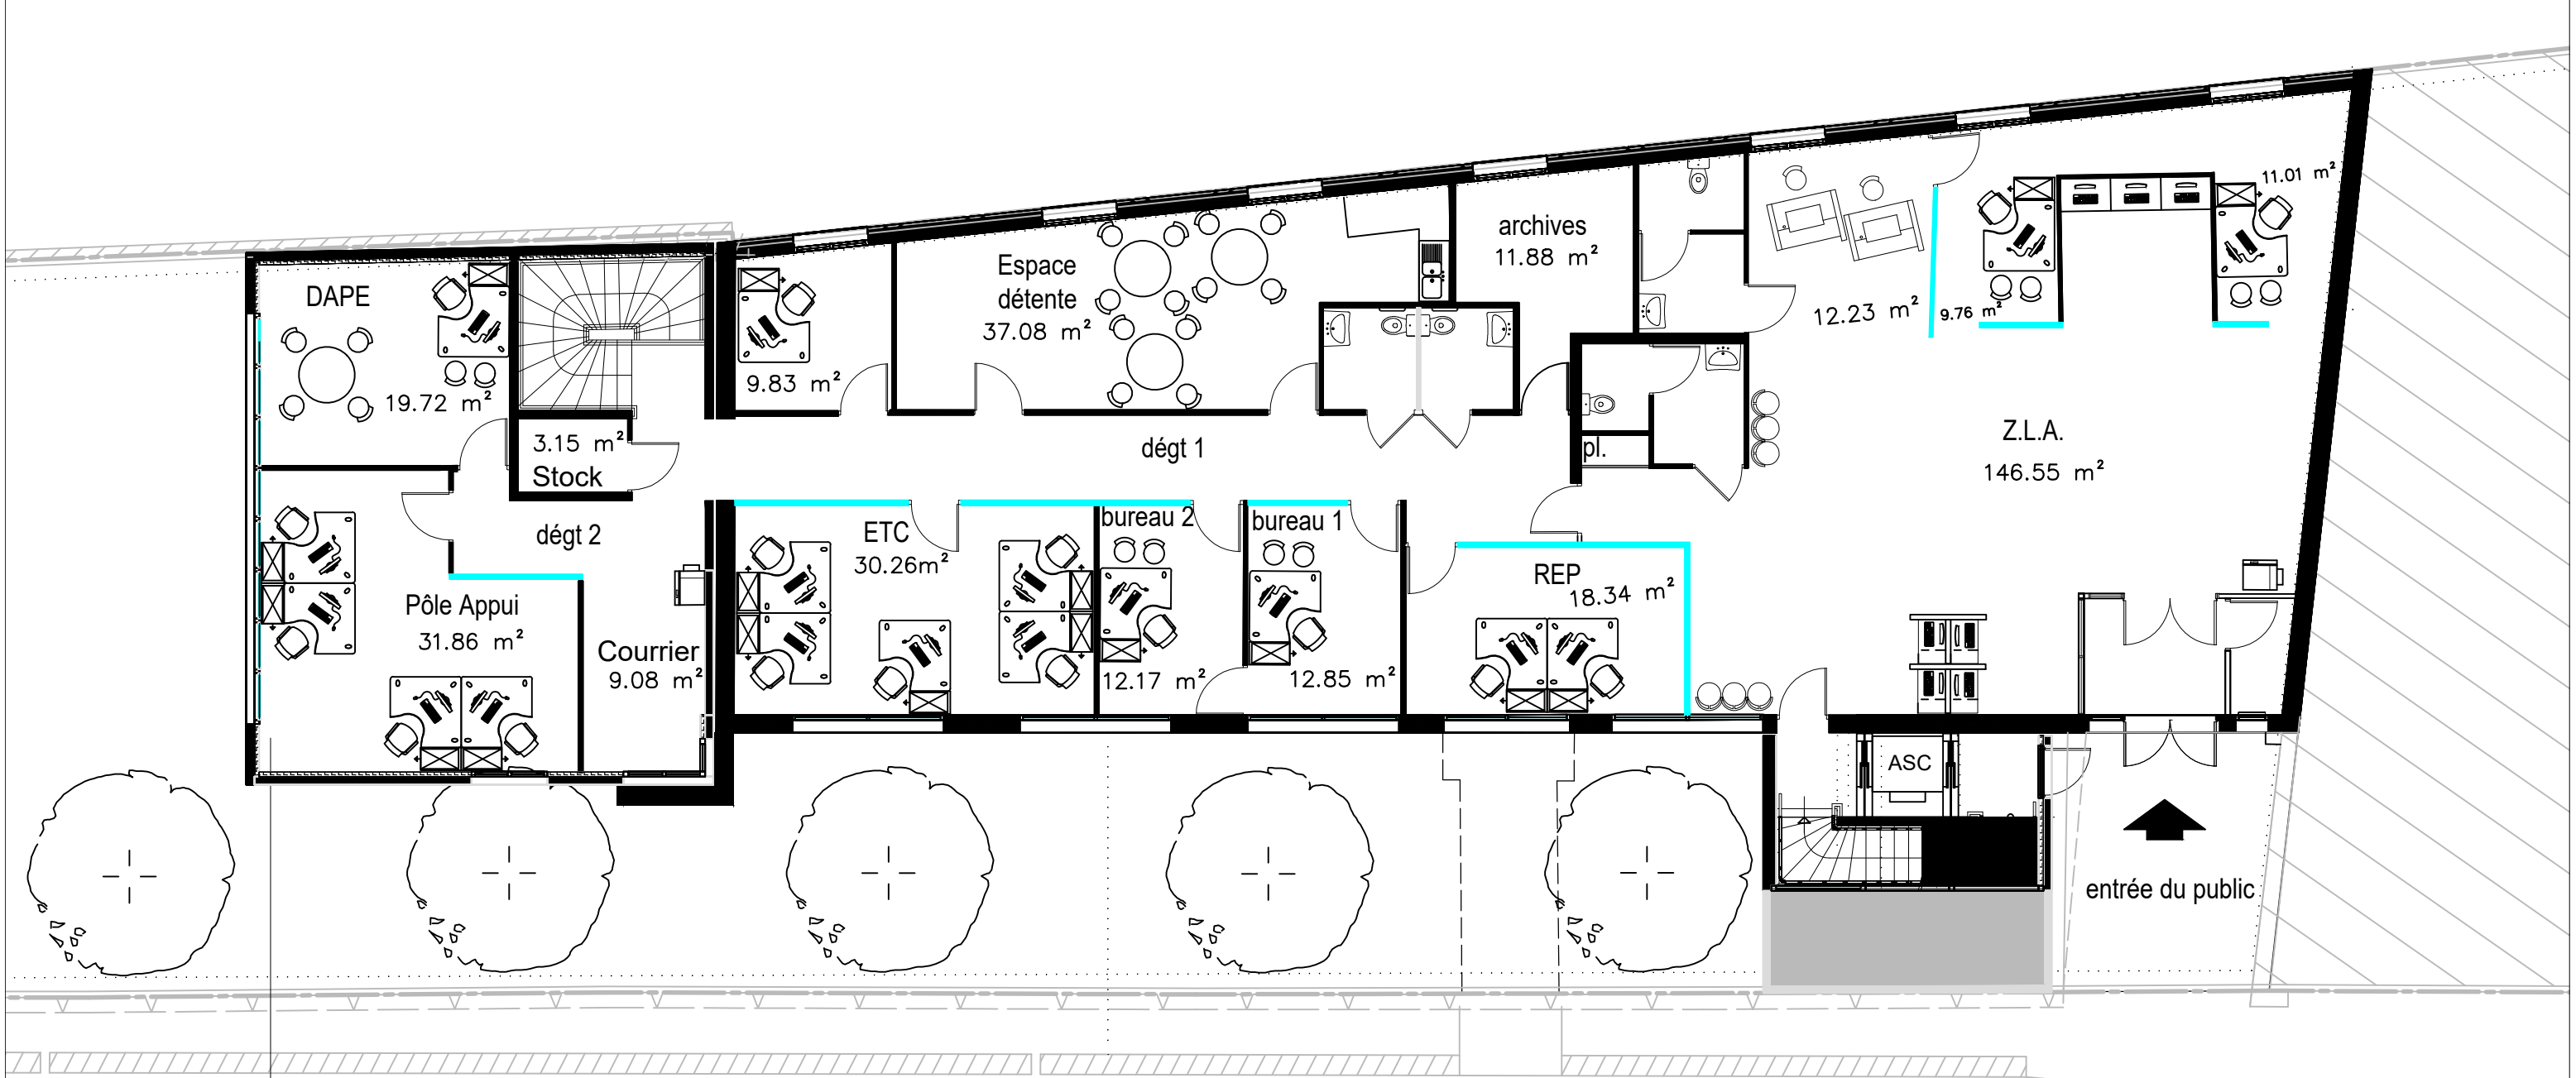 DAPE
19.72 m²
3.15 m²
Stock
dégt 2
Pôle Appui
31.86 m²
Courrier
9.08 m²
9.83 m²
Espace
détente
37.08 m²
dégt 1
archives
11.88 m²
pl.
ETC
30.26m²
bureau 2
12.17 m²
bureau 1
12.85 m²
REP
18.34 m²
12.23 m²
9.76 m²
11.01 m²
Z.L.A.
146.55 m²
ASC
entrée du public